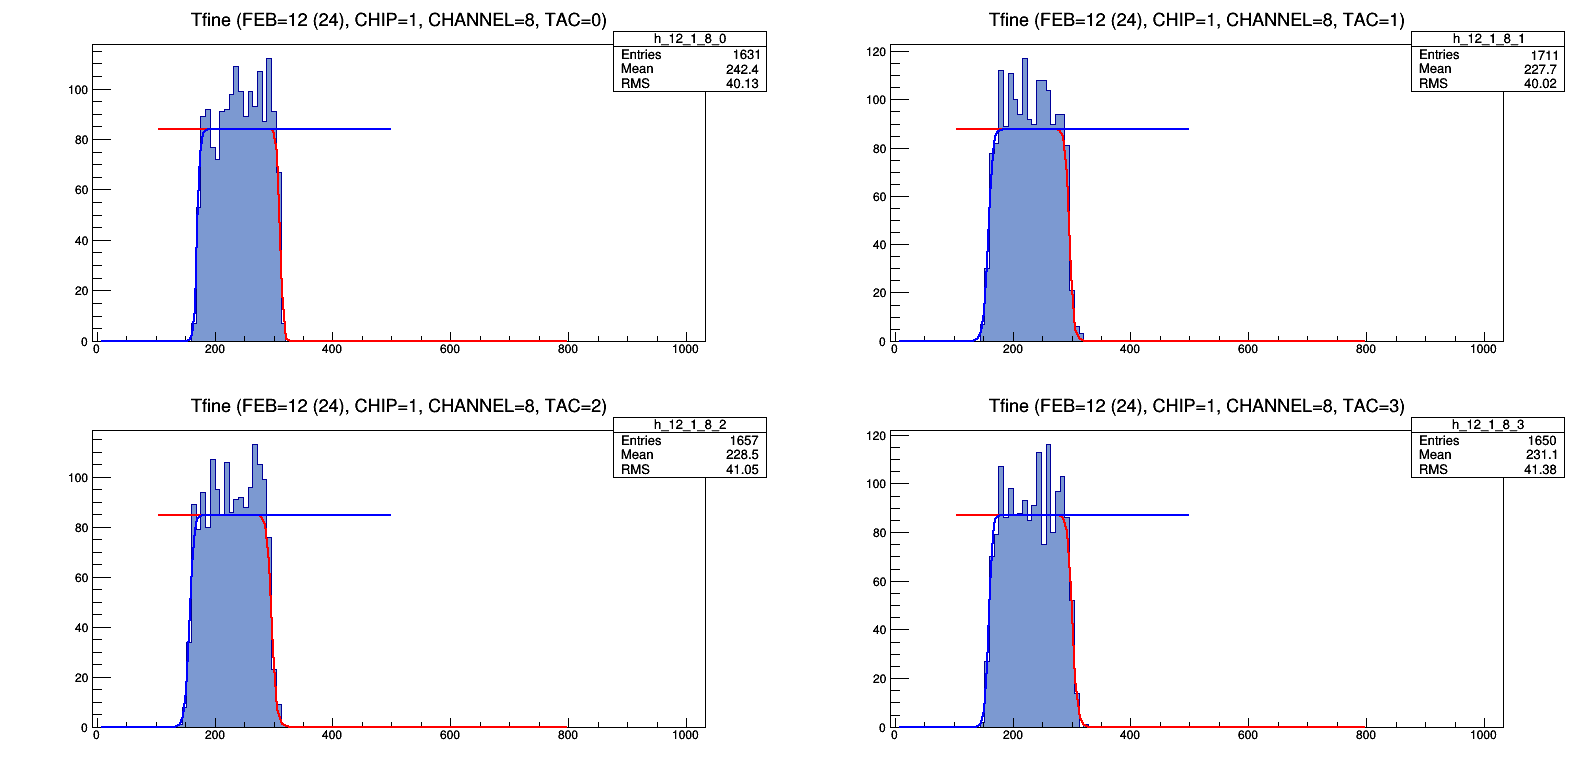 Tfine (FEB=12 (24), CHIP=1, CHANNEL=8, TAC=0)
h_12_1_8_0
Entries 1631
Mean 242.4
RMS 40.13
100
80
60
40
20
0
0 200 400 600 800 1000
Tfine (FEB=12 (24), CHIP=1, CHANNEL=8, TAC=1)
h_12_1_8_1
Entries 1711
Mean 227.7
RMS 40.02
120
100
80
60
40
20
0
0 200 400 600 800 1000
Tfine (FEB=12 (24), CHIP=1, CHANNEL=8, TAC=2)
h_12_1_8_2
Entries 1657
Mean 228.5
RMS 41.05
100
80
60
40
20
0
0 200 400 600 800 1000
Tfine (FEB=12 (24), CHIP=1, CHANNEL=8, TAC=3)
h_12_1_8_3
Entries 1650
Mean 231.1
RMS 41.38
120
100
80
60
40
20
0
0 200 400 600 800 1000